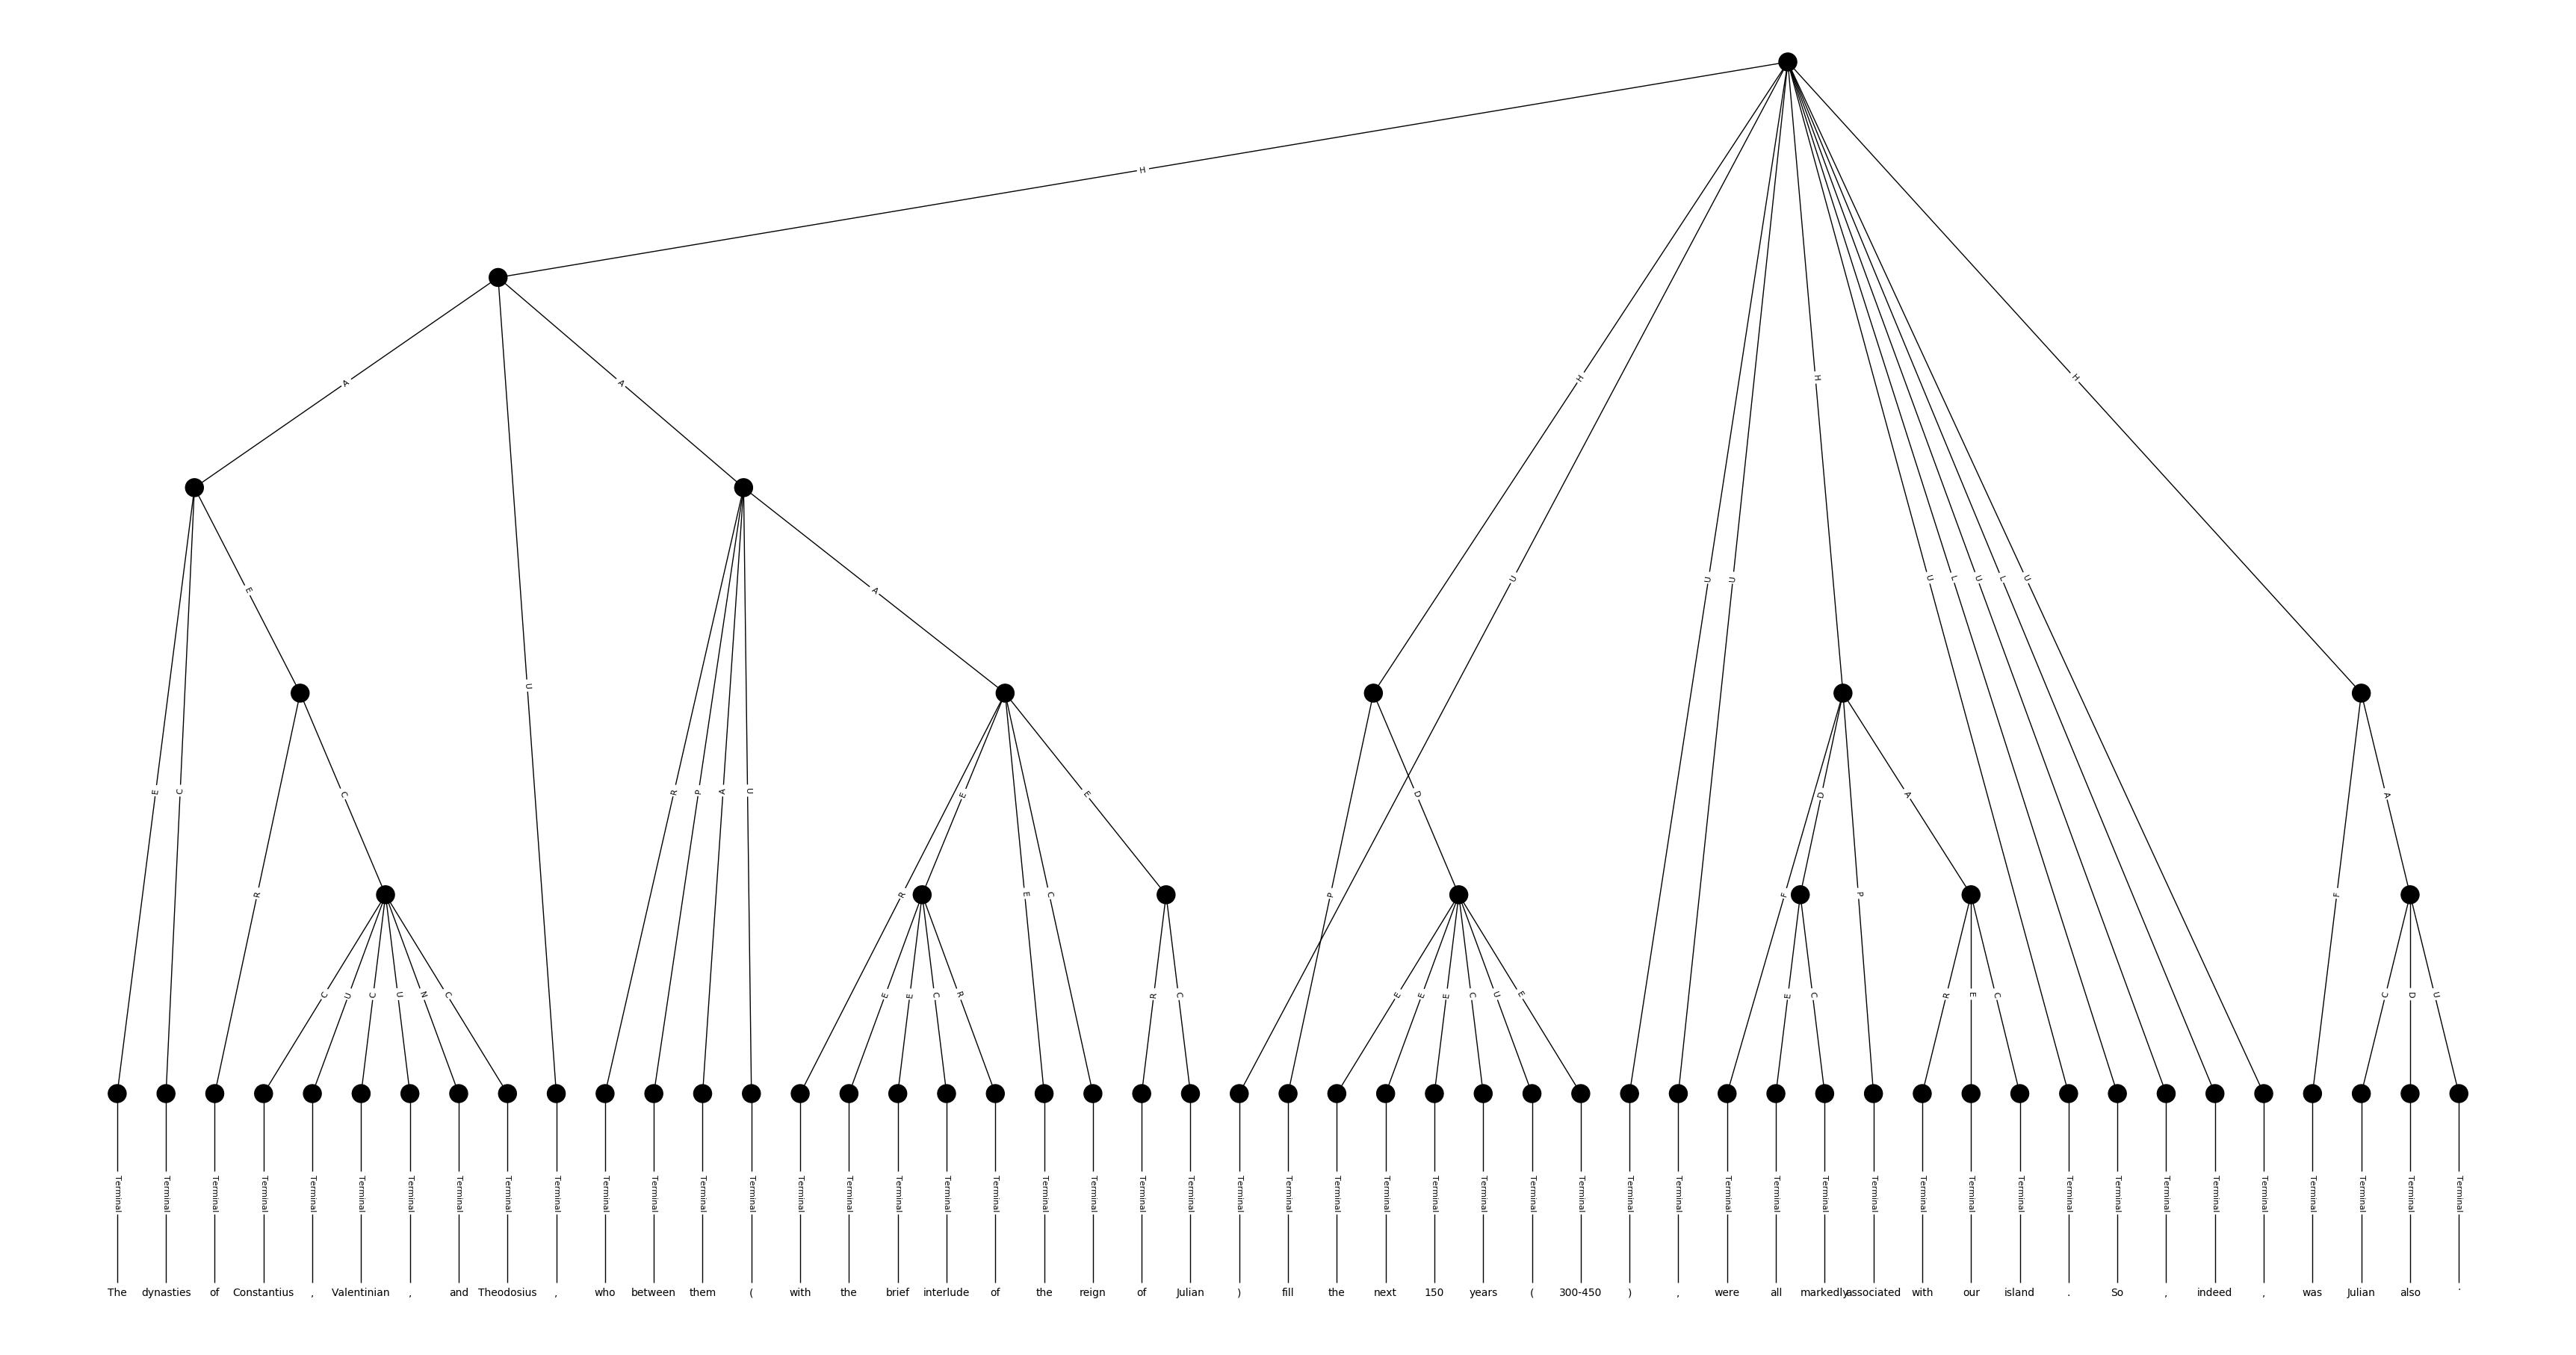 H
A U A H U U U H U L U L U H
E C E R P A U A P D F D P A F A
R C R E E C E E E E C U E E C R E C C D U
C U C U N C E E C R R C
Terminal Terminal Terminal Terminal Terminal Terminal Terminal Terminal Terminal Terminal Terminal Terminal Terminal Terminal Terminal Terminal Terminal Terminal Terminal Terminal Terminal Terminal Terminal Terminal Terminal Terminal Terminal Terminal Terminal Terminal Terminal Terminal Terminal Terminal Terminal Terminal Terminal Terminal Terminal Terminal Terminal Terminal Terminal Terminal Terminal Terminal Terminal Terminal Terminal
The dynasties of Constantius , Valentinian , and Theodosius , who between them ( with the brief interlude of the reign of Julian ) fill the next 150 years ( 300-450 ) , were all markedly associated with our island . So , indeed , was Julian also .